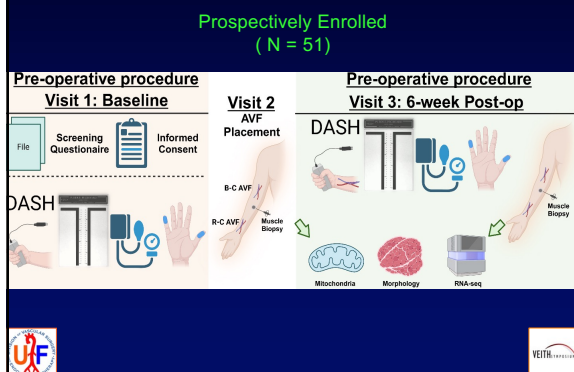 Prospectively Enrolled
( N = 51)
Pre-operative procedure
Visit 1: Baseline
File
Screening
Questionaire
Informed
Consent
DASH
Visit 2
AVF
Placement
B-C AVF
R-C AVF
Muscle
Biopsy
Pre-operative procedure
Visit 3: 6-week Post-op
DASH
Muscle
Biopsy
Mitochondria
Morphology
RNA-seq
UF
VEITHSYMPOSIUM